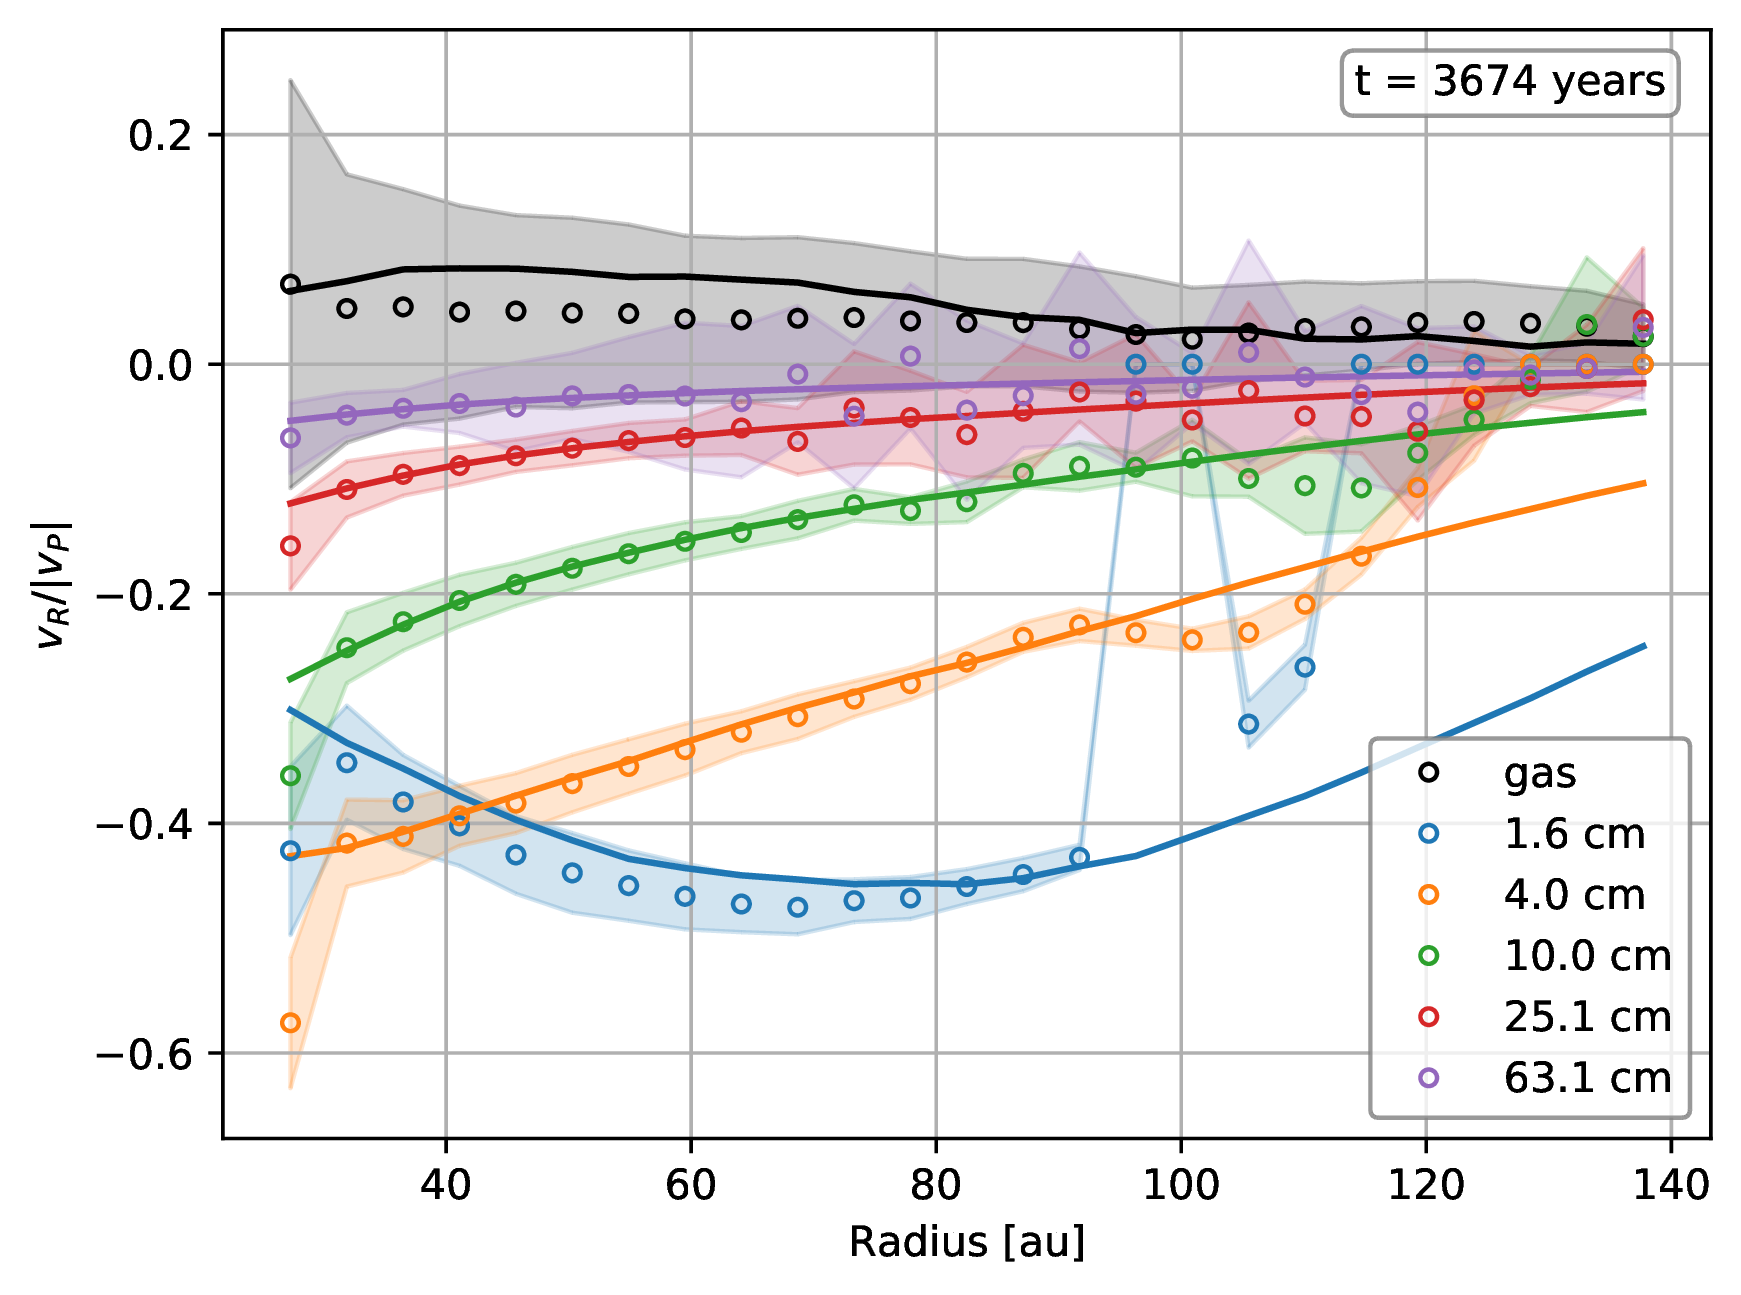 t = 3674 years
0.2
0.0
−0.2
−0.4
−0.6
v_R/|v_P|
gas
1.6 cm
4.0 cm
10.0 cm
25.1 cm
63.1 cm
40 60 80 100 120 140
Radius [au]